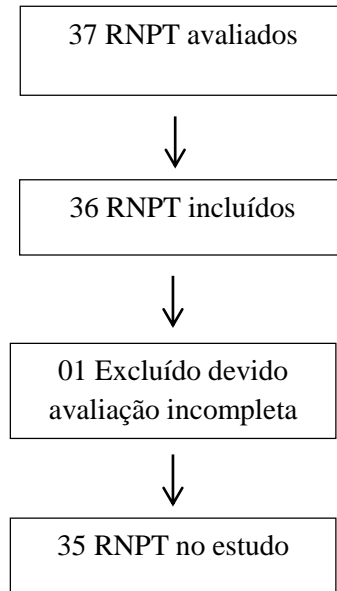 37 RNPT avaliados
36 RNPT incluídos
01 Excluído devido
avaliação incompleta
35 RNPT no estudo